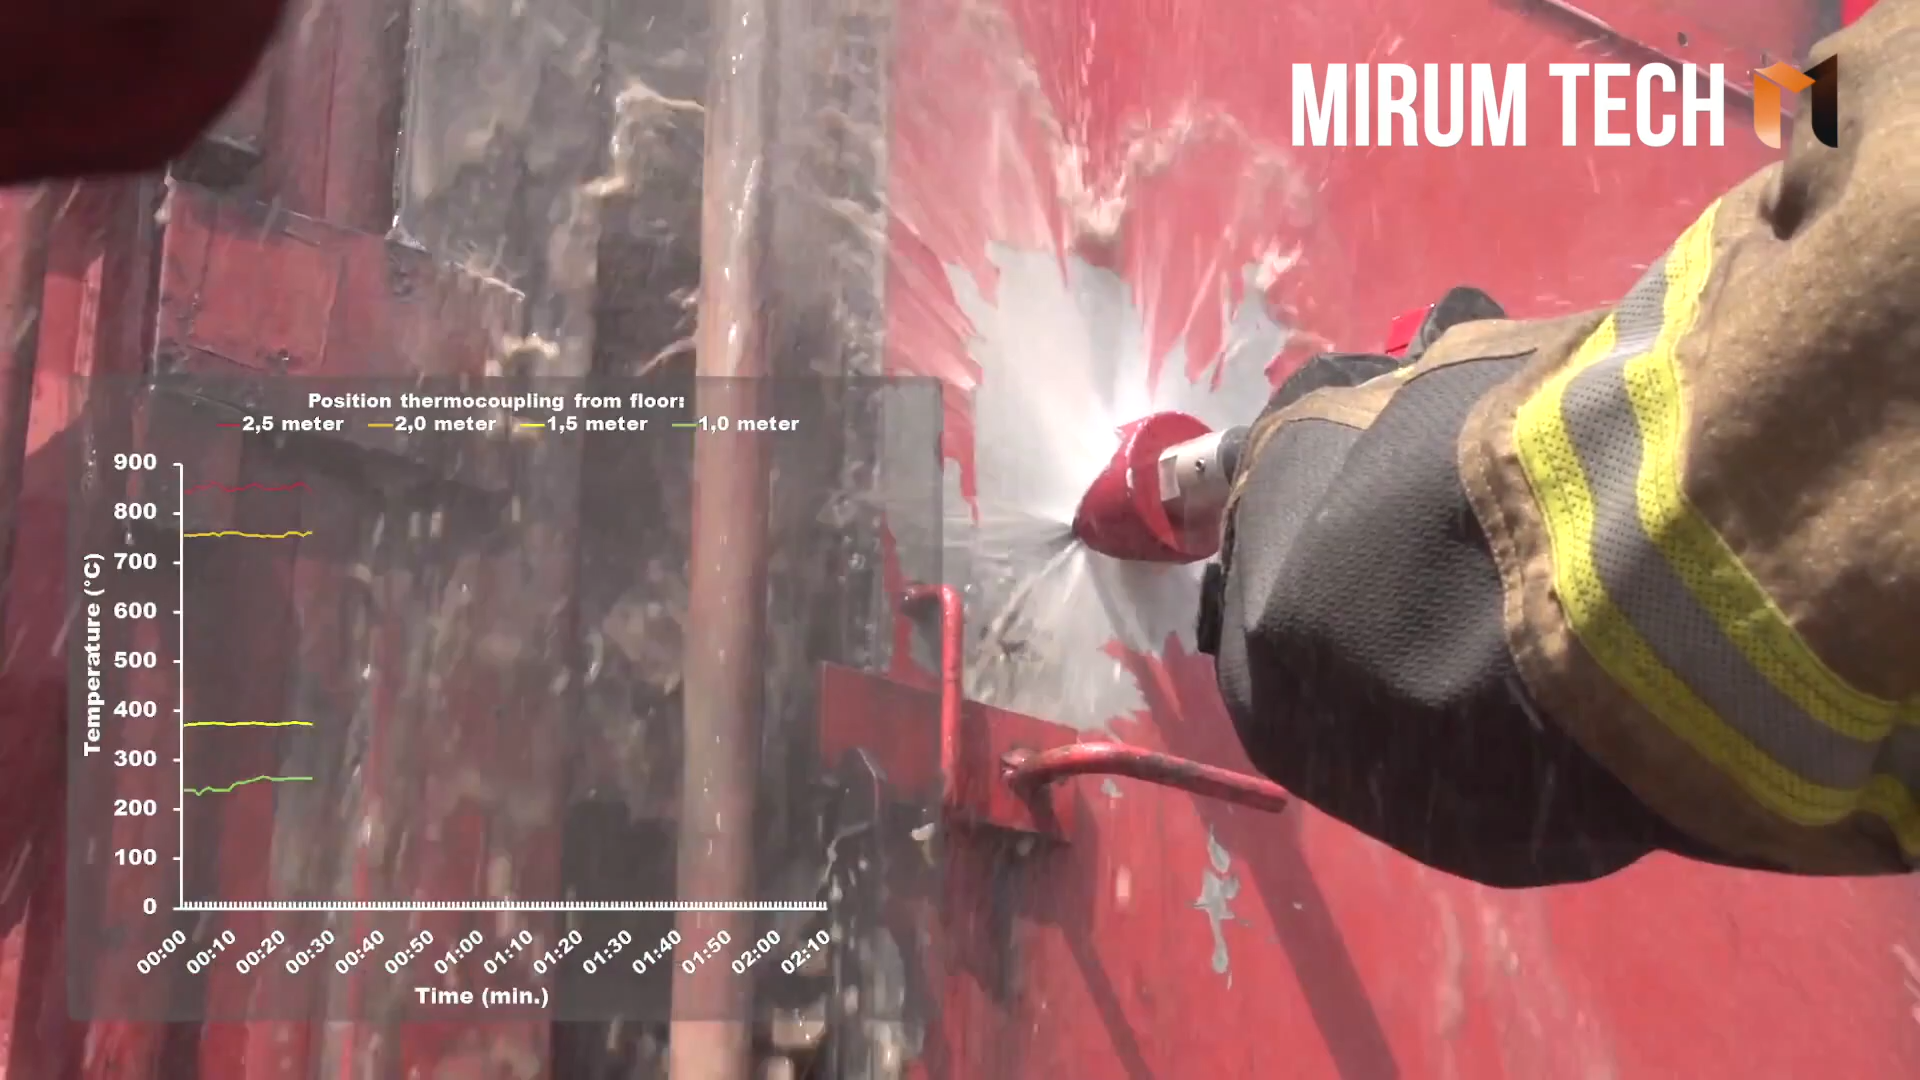 MIRUM TECH
Position thermocoupling from floor:
2,5 meter 2,0 meter 1,5 meter 1,0 meter
900
800
700
600
500
400
300
200
100
0
Temperature (°C)
00:00 00:10 00:20 00:30 00:40 00:50 01:00 01:10 01:20 01:30 01:40 01:50 02:00 02:10
Time (min.)